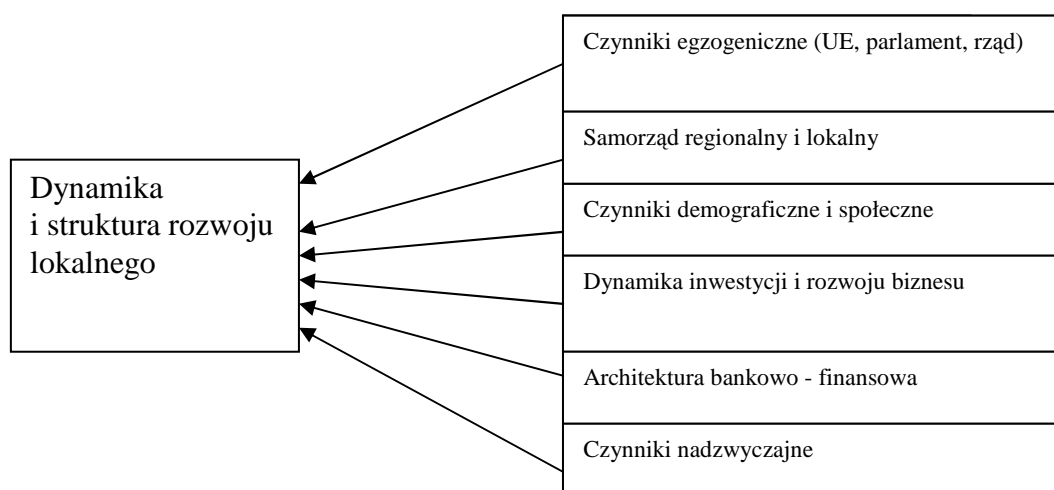 Dynamika
i struktura rozwoju
lokalnego
Czynniki egzogeniczne (UE, parlament, rząd)
Samorząd regionalny i lokalny
Czynniki demograficzne i społeczne
Dynamika inwestycji i rozwoju biznesu
Architektura bankowo - finansowa
Czynniki nadzwyczajne